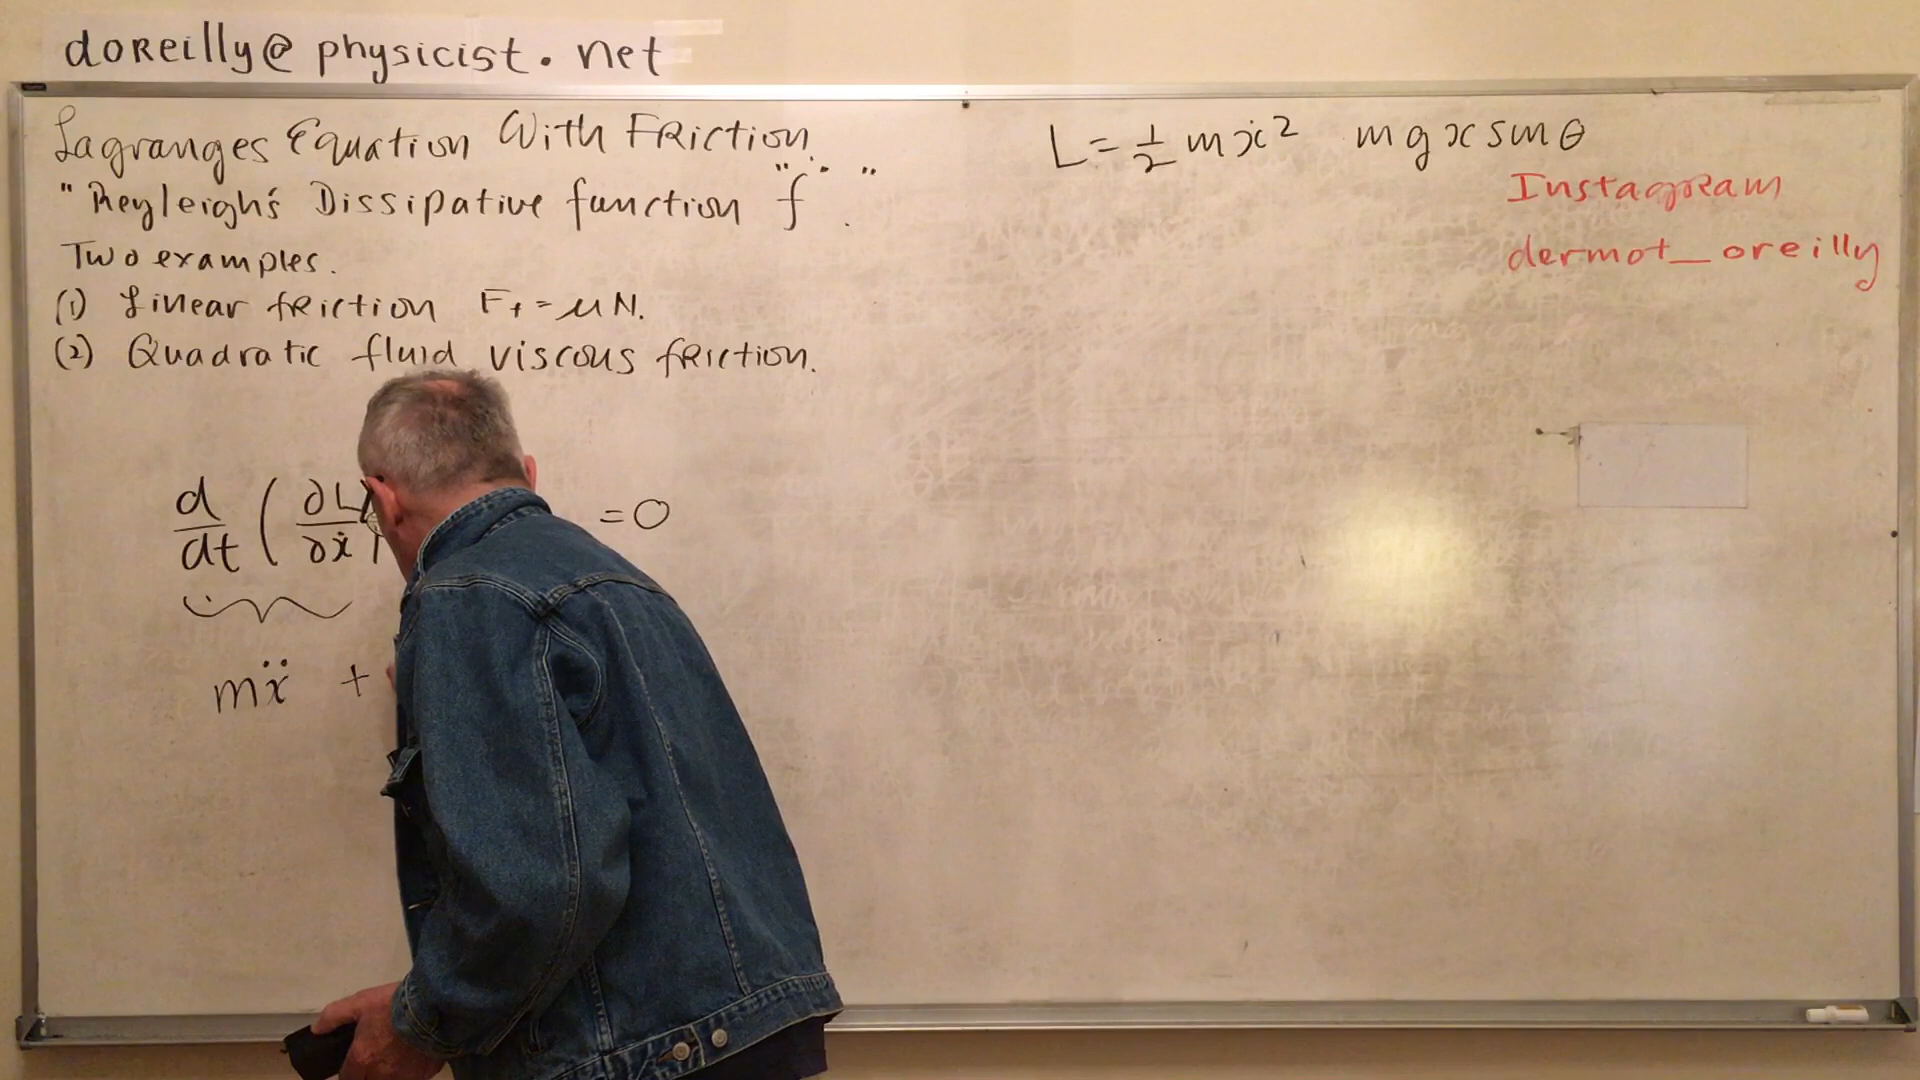 doreilly@physicist.net
Lagranges Equation With Friction.
"Reyleigh's Dissipative function "f"."
Two examples.
(1) Linear friction F_f = μN.
(2) Quadratic fluid viscous friction.
d/dt (∂L/∂ẋ) =0
mẍ +
L = 1/2 mẋ² mgx sin θ
Instagram
dermot_oreilly